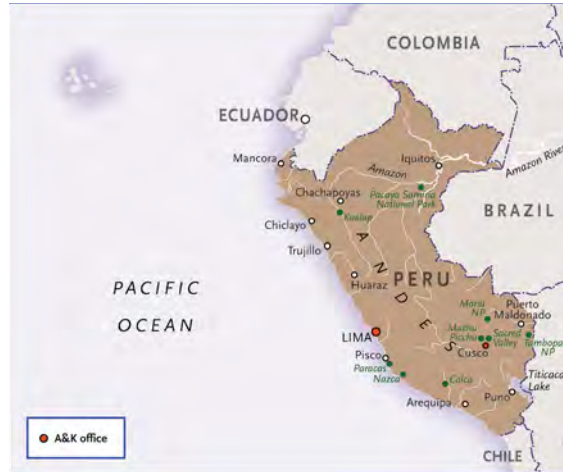 COLOMBIA
ECUADOR
Mancora
Iquitos
Amazon
Amazon River
Chachapoyas
Pacaya Samiria
National Park
Kuelap
BRAZIL
Chiclayo
Trujillo
ANDES
PERU
Huaraz
PACIFIC
OCEAN
Manu
NP
Puerto
Maldonado
LIMA
Machu
Picchu
Sacred
Valley
Tambopata
NP
Cusco
Pisco
Paracas
Nazca
Colca
Titicaca
Lake
Puno
Arequipa
A&K office
CHILE